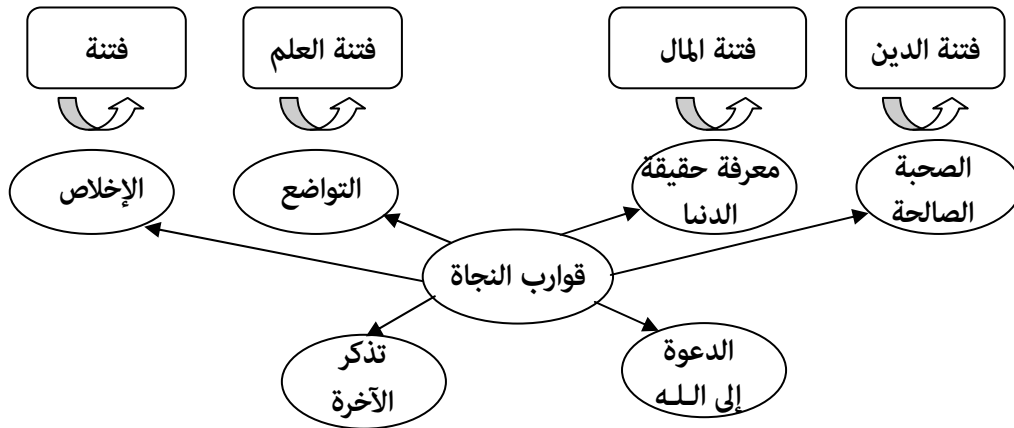 فتنة الدين
فتنة المال
فتنة العلم
فتنة
الصحبة
الصالحة
معرفة حقيقة
الدنيا
التواضع
الإخلاص
قوارب النجاة
الدعوة
إلى الـلـه
تذكر
الآخرة